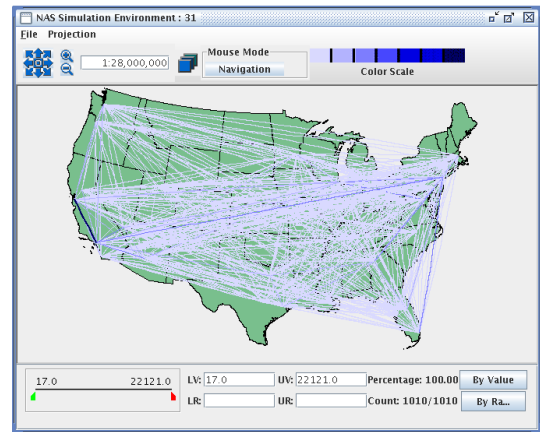 NAS Simulation Environment : 31
File Projection
1:28,000,000
Mouse Mode
Navigation
Color Scale
17.0 22121.0
LV: 17.0 UV: 22121.0 Percentage: 100.00 By Value
LR: UR: Count: 1010/1010 By Ra...